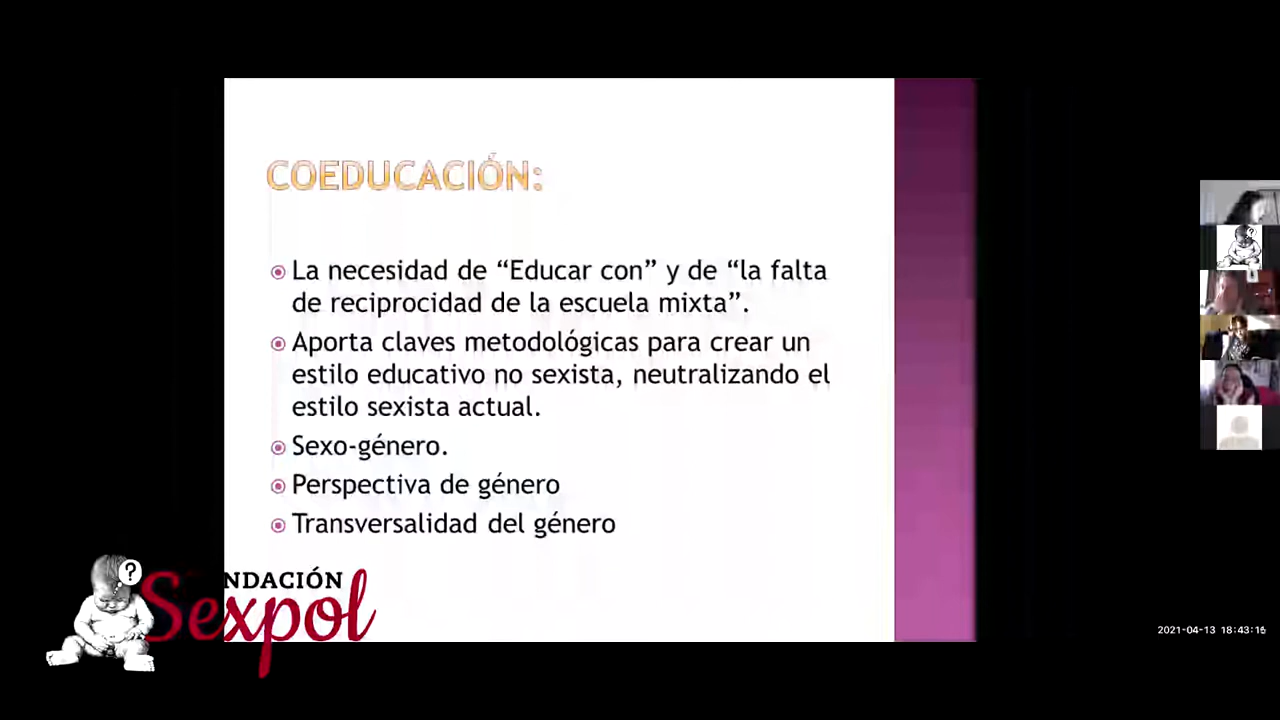 COEDUCACIÓN:
La necesidad de “Educar con” y de “la falta
de reciprocidad de la escuela mixta”.
Aporta claves metodológicas para crear un
estilo educativo no sexista, neutralizando el
estilo sexista actual.
Sexo-género.
Perspectiva de género
Transversalidad del género
?
NDACIÓN
Sexpol
2021-04-13 18:43:16